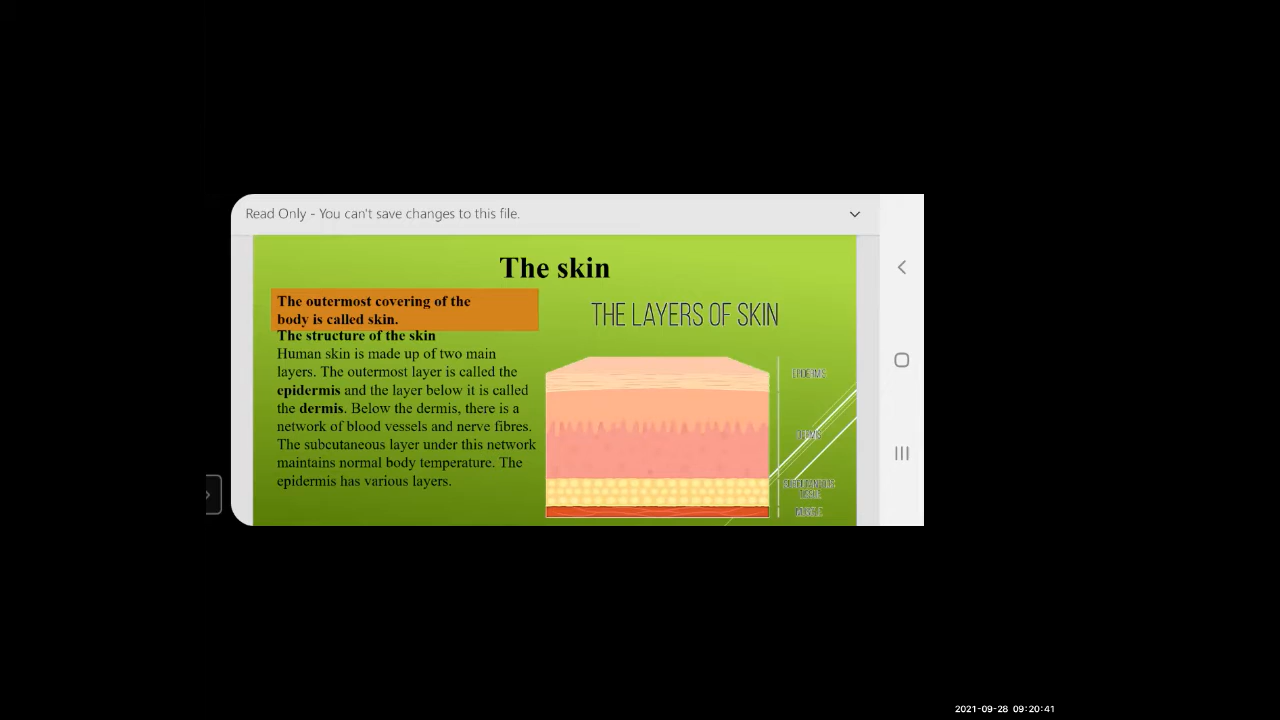 Read Only - You can't save changes to this file.
The skin
The outermost covering of the
body is called skin.
The structure of the skin
Human skin is made up of two main
layers. The outermost layer is called the
epidermis and the layer below it is called
the dermis. Below the dermis, there is a
network of blood vessels and nerve fibres.
The subcutaneous layer under this network
maintains normal body temperature. The
epidermis has various layers.
THE LAYERS OF SKIN
EPIDERMIS
DERMIS
SUBCUTANEOUS
TISSUE
MUSCLE
2021-09-28 09:20:41